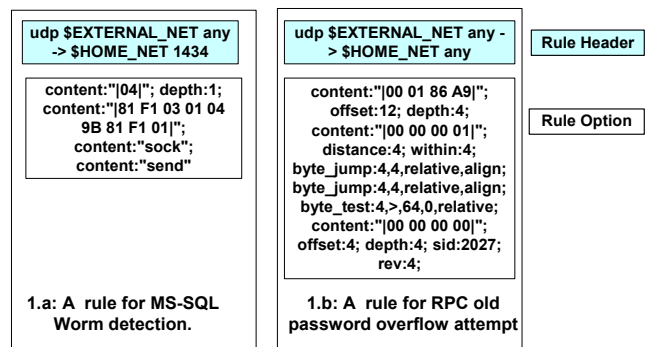 udp $EXTERNAL_NET any
-> $HOME_NET 1434
content:"|04|"; depth:1;
content:"|81 F1 03 01 04
9B 81 F1 01|";
content:"sock";
content:"send"
1.a: A rule for MS-SQL
Worm detection.
udp $EXTERNAL_NET any -
> $HOME_NET any
content:"|00 01 86 A9|";
offset:12; depth:4;
content:"|00 00 00 01|";
distance:4; within:4;
byte_jump:4,4,relative,align;
byte_jump:4,4,relative,align;
byte_test:4,>,64,0,relative;
content:"|00 00 00 00|";
offset:4; depth:4; sid:2027;
rev:4;
1.b: A rule for RPC old
password overflow attempt
Rule Header
Rule Option